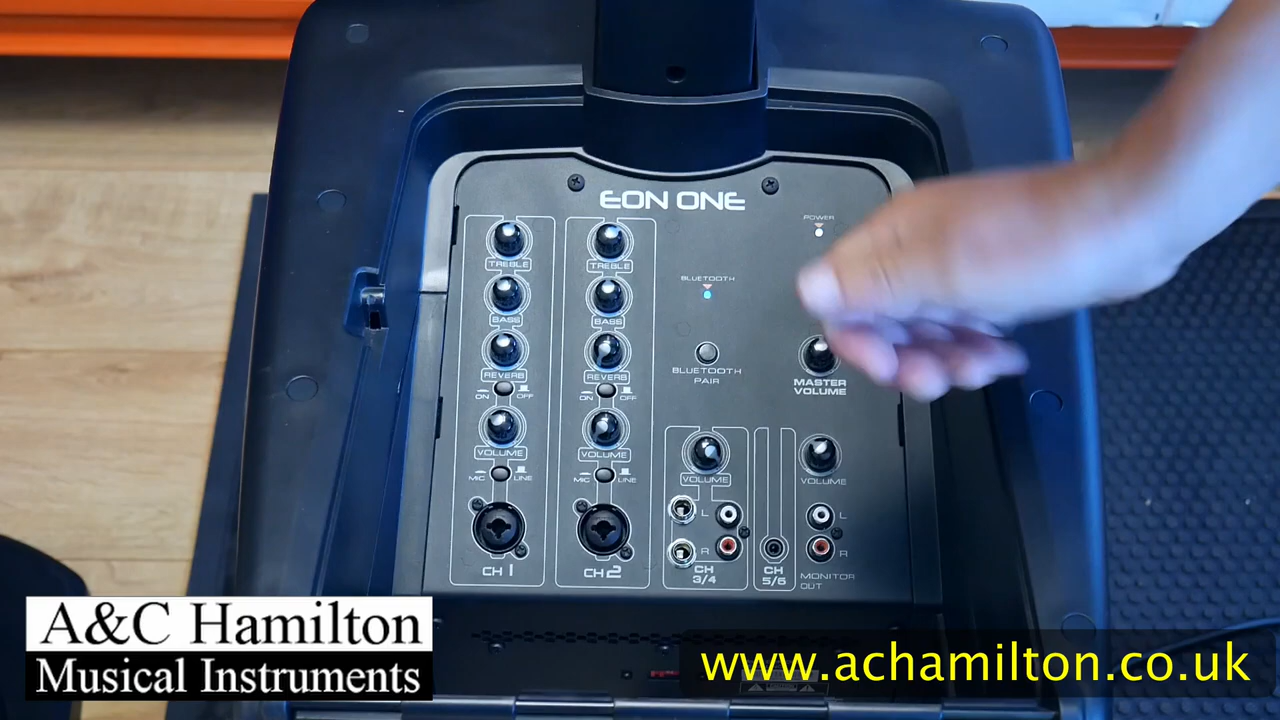 EON ONE
POWER
TREBLE
TREBLE
BLUETOOTH
BASS
BASS
BLUETOOTH
PAIR
REVERB
REVERB
MASTER
VOLUME
ON OFF
ON OFF
VOLUME
VOLUME
VOLUME
VOLUME
MIC LINE
MIC LINE
L
L
R
R
CH 1
CH 2
CH
3/4
CH
5/6
MONITOR
OUT
A&C Hamilton
Musical Instruments
www.achamilton.co.uk